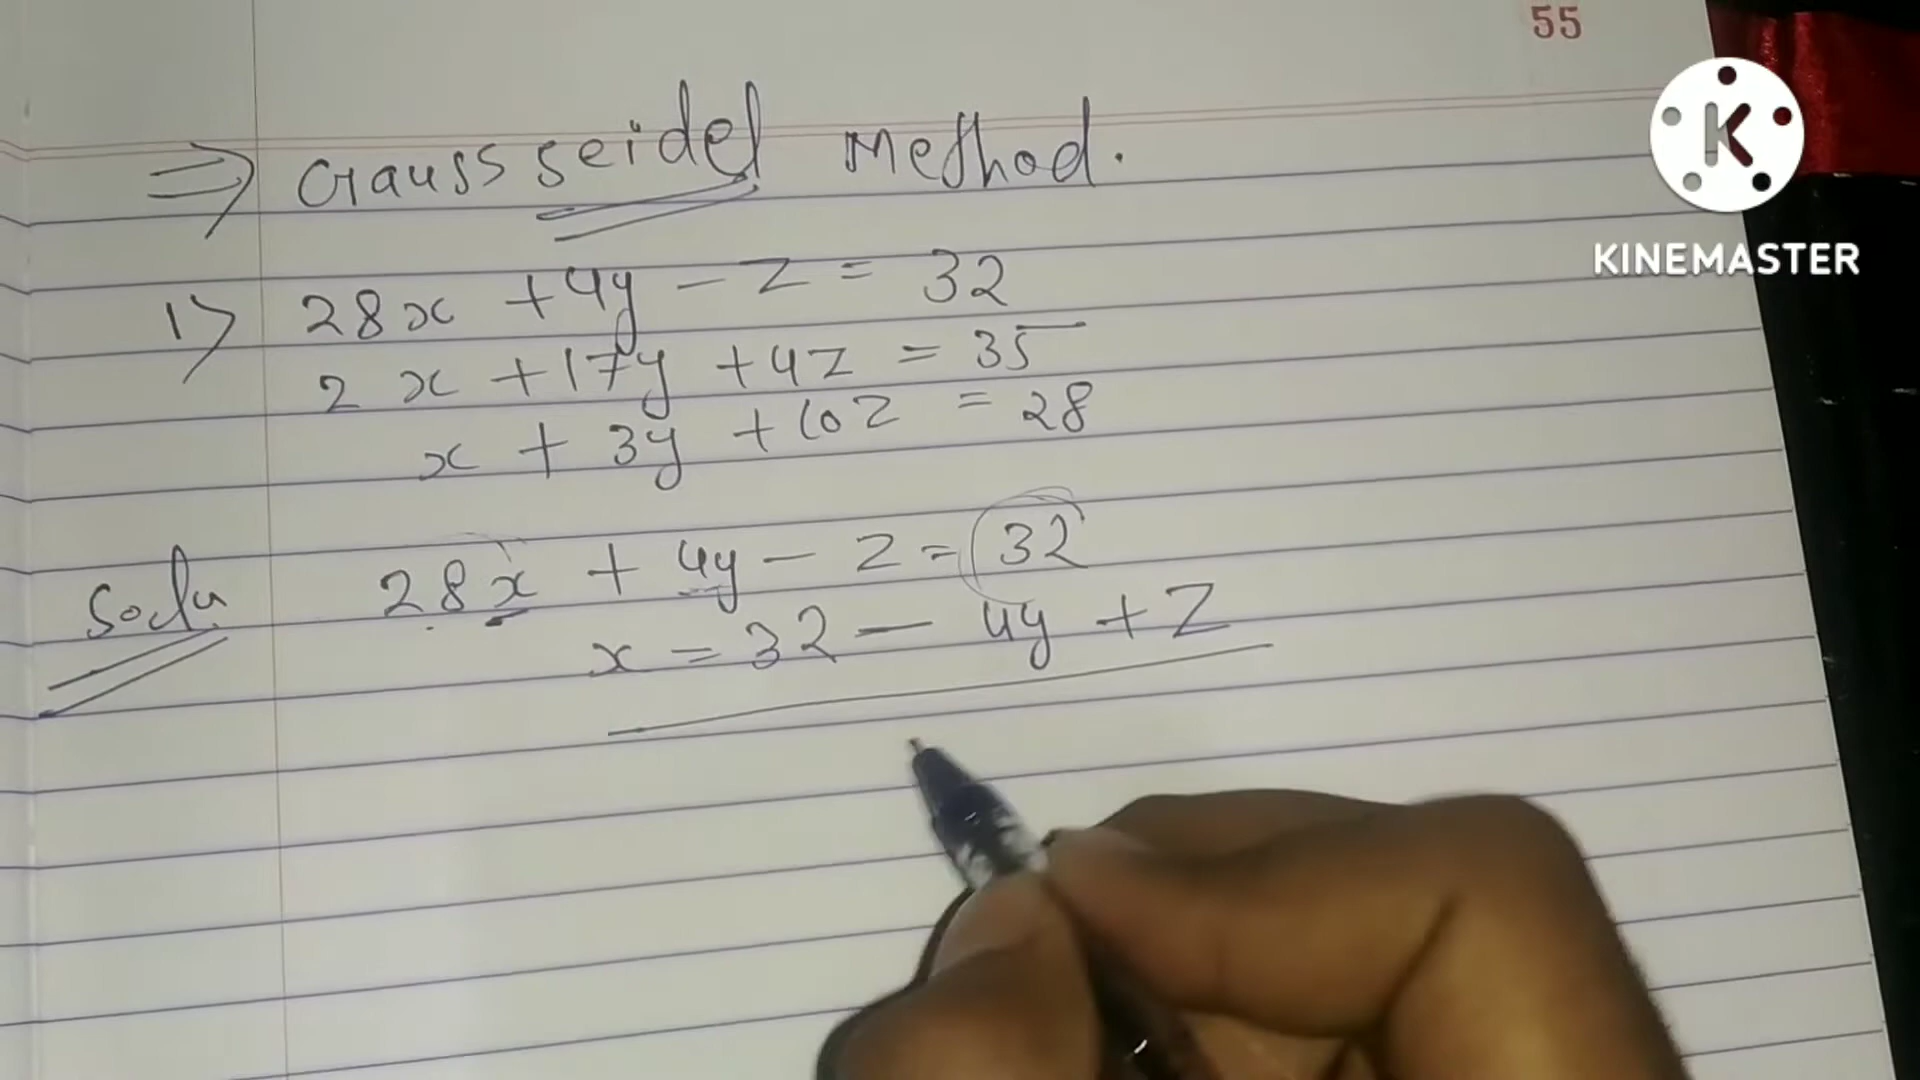 55
K
KINEMASTER
⇒ Gauss seidel Method.
1) 28x + 4y - z = 32
2x + 17y + 4z = 35
x + 3y + 10z = 28
Soln 28x + 4y - z = 32
x = 32 - 4y + z